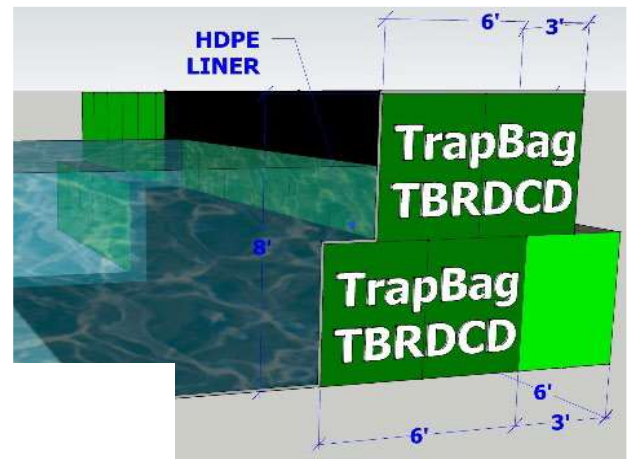 6'
3'
HDPE
LINER
TrapBag
TBRDCD
8'
TrapBag
TBRDCD
6'
3'
6'